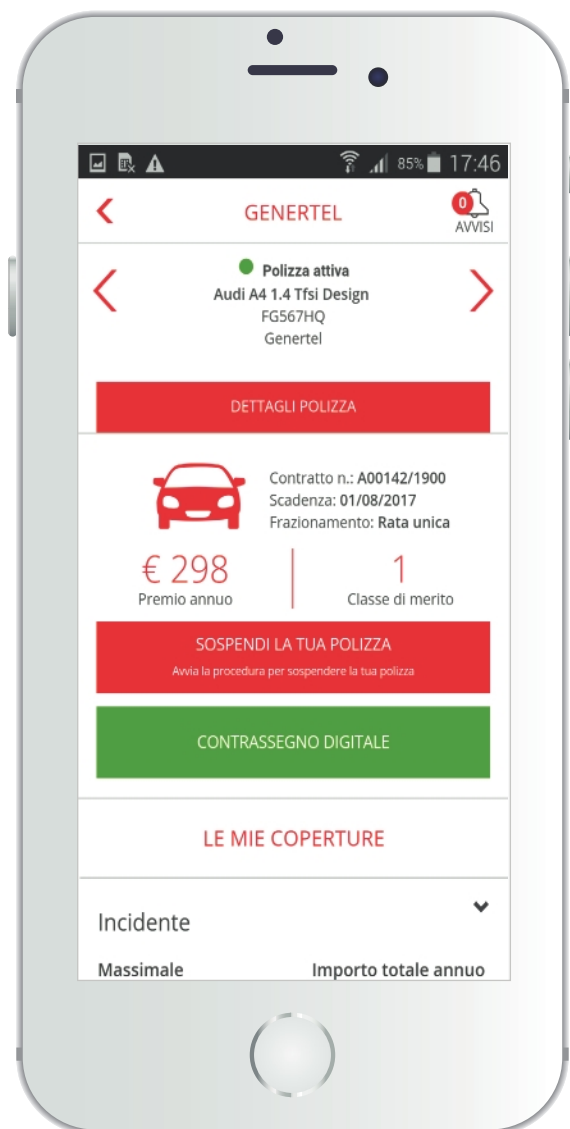 85% 17:46
GENERTEL
0
AVVISI
Polizza attiva
Audi A4 1.4 Tfsi Design
FG567HQ
Genertel
DETTAGLI POLIZZA
Contratto n.: A00142/1900
Scadenza: 01/08/2017
Frazionamento: Rata unica
€ 298
Premio annuo
1
Classe di merito
SOSPENDI LA TUA POLIZZA
Avvia la procedura per sospendere la tua polizza
CONTRASSEGNO DIGITALE
LE MIE COPERTURE
Incidente
Massimale Importo totale annuo